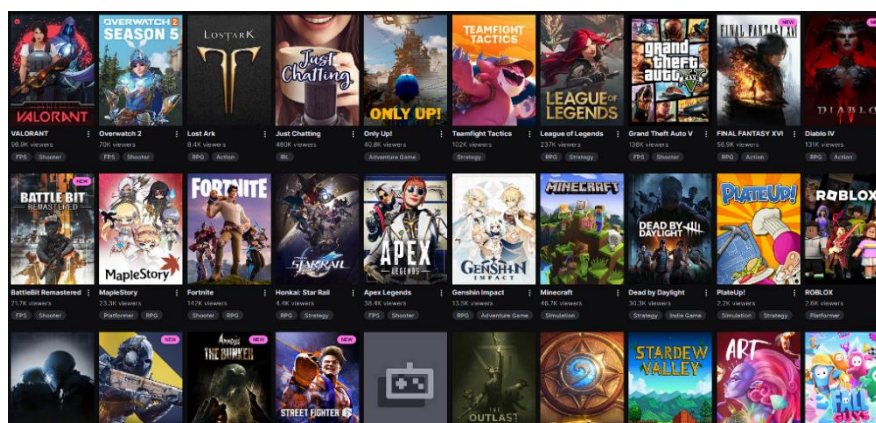 VALORANT
OVERWATCH 2
SEASON 5
LOSTARK
Just
Chatting
ONLY UP!
TEAMFIGHT
TACTICS
LEAGUE OF
LEGENDS
grand
theft
auto
FINAL FANTASY XVI
NEW
DIABLO
VALORANT Overwatch 2 Lost Ark Just Chatting Only Up! Teamfight Tactics League of Legends Grand Theft Auto V FINAL FANTASY XVI Diablo IV
96.9K viewers 70K viewers 8.4K viewers 480K viewers 40.8K viewers 102K viewers 237K viewers 138K viewers 56.9K viewers 131K viewers
FPS Shooter FPS Shooter RPG Action IRL Adventure Game Strategy RPG Strategy FPS Shooter RPG Action RPG Action
BATTLE BIT
REMASTERED
NEW
MapleStory
FORTNITE
STAR RAIL
APEX
LEGENDS
GENSHIN
IMPACT
MINECRAFT
DEAD BY
DAYLIGHT
PLATEUP!
ROBLOX
BattleBit Remastered MapleStory Fortnite Honkai: Star Rail Apex Legends Genshin Impact Minecraft Dead by Daylight PlateUp! ROBLOX
71.7K viewers 23.3K viewers 142K viewers 4.4K viewers 38.4K viewers 13.5K viewers 46.7K viewers 30.3K viewers 2.2K viewers 2.6K viewers
FPS Shooter Platformer RPG Shooter RPG Strategy RPG FPS Shooter RPG Adventure Game Simulation Strategy Indie Game Simulation Strategy Platformer
NEW
AMNESIA
THE BUNKER
NEW
STREET FIGHTER 6
NEW
THE
OUTLAST
STARDEW
VALLEY
ART
FALL
GUYS